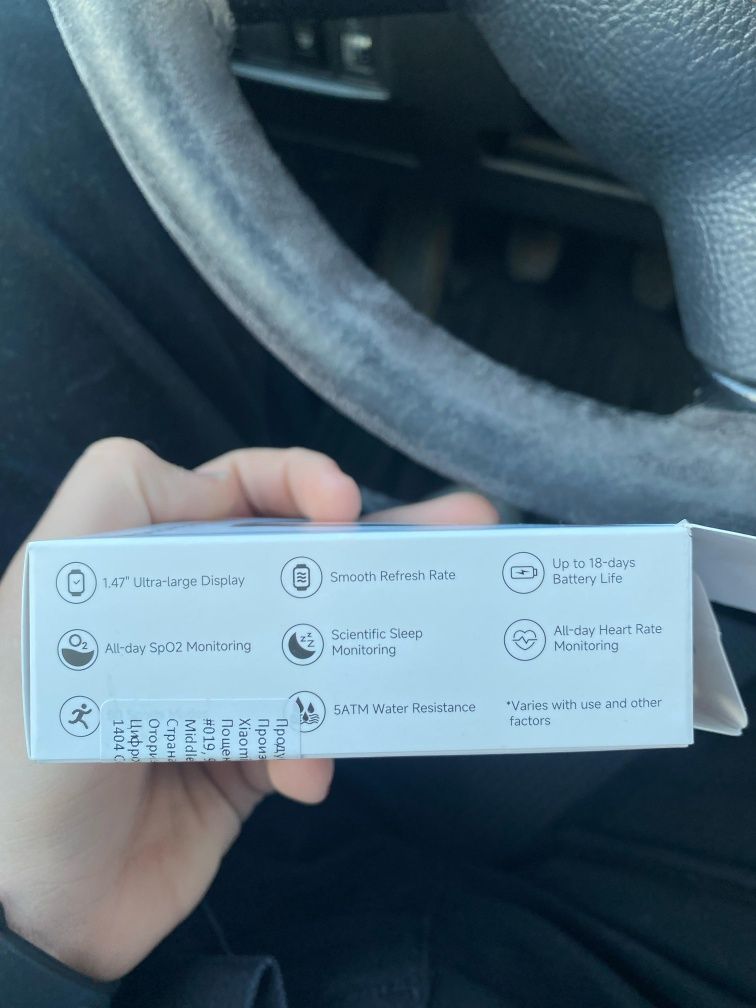 1.47" Ultra-large Display
Smooth Refresh Rate
Up to 18-days
Battery Life
All-day SpO2 Monitoring
Scientific Sleep
Monitoring
All-day Heart Rate
Monitoring
5ATM Water Resistance
*Varies with use and other
factors
Проду
Произ
Xiaomi
#019,
Middle
Стран
1404